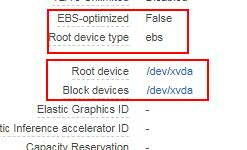 EBS-optimized False
Root device type ebs
Root device /dev/xvda
Block devices /dev/xvda
Elastic Graphics ID -
tic Inference accelerator ID -
Capacity Reservation -